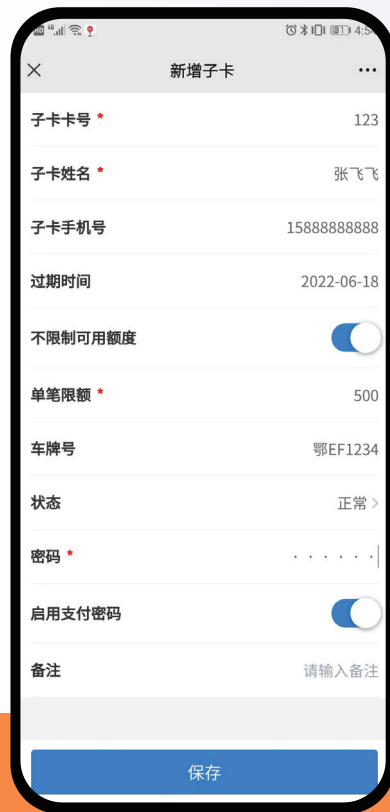 4:54
新增子卡
子卡卡号 * 123
子卡姓名 * 张飞飞
子卡手机号 15888888888
过期时间 2022-06-18
不限制可用额度
单笔限额 * 500
车牌号 鄂EF1234
状态 正常
密码 * ······
启用支付密码
备注 请输入备注
保存